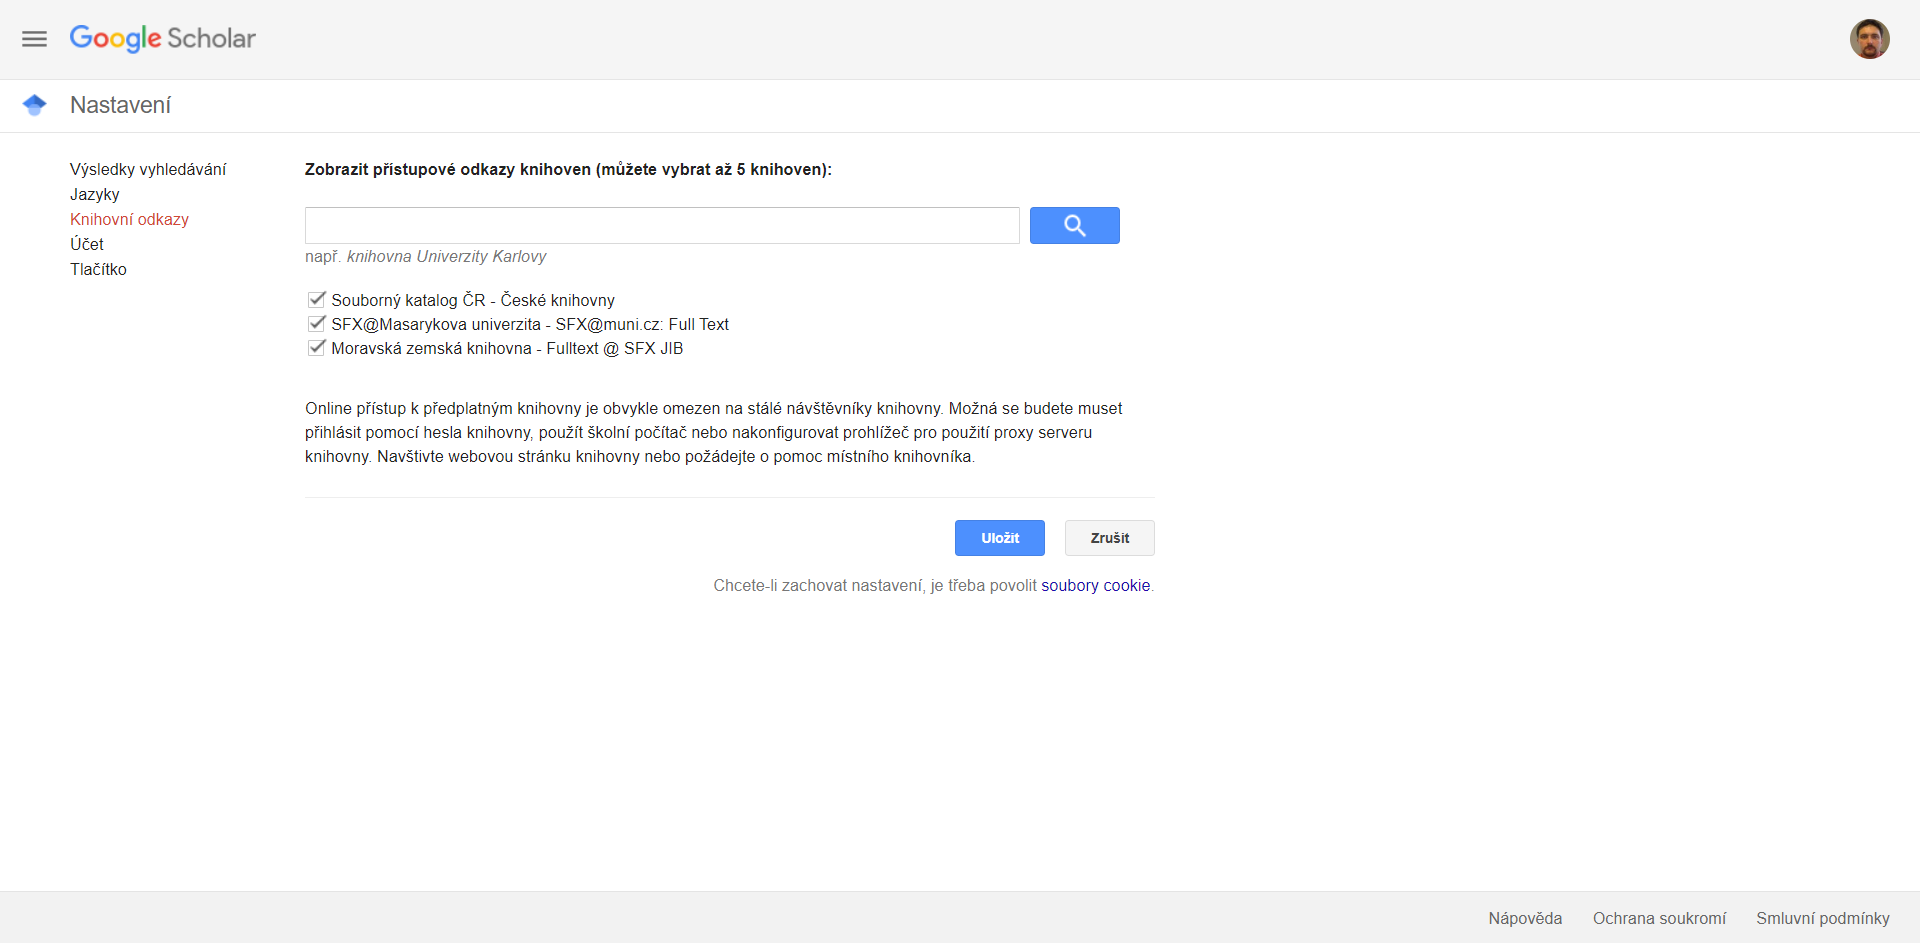 Google Scholar
Nastavení
Výsledky vyhledávání
Jazyky
Knihovní odkazy
Účet
Tlačítko
Zobrazit přístupové odkazy knihoven (můžete vybrat až 5 knihoven):
např. knihovna Univerzity Karlovy
Souborný katalog ČR - České knihovny
SFX@Masarykova univerzita - SFX@muni.cz: Full Text
Moravská zemská knihovna - Fulltext @ SFX JIB
Online přístup k předplatným knihovny je obvykle omezen na stálé návštěvníky knihovny. Možná se budete muset
přihlásit pomocí hesla knihovny, použít školní počítač nebo nakonfigurovat prohlížeč pro použití proxy serveru
knihovny. Navštivte webovou stránku knihovny nebo požádejte o pomoc místního knihovníka.
Uložit
Zrušit
Chcete-li zachovat nastavení, je třeba povolit soubory cookie.
Nápověda
Ochrana soukromí
Smluvní podmínky